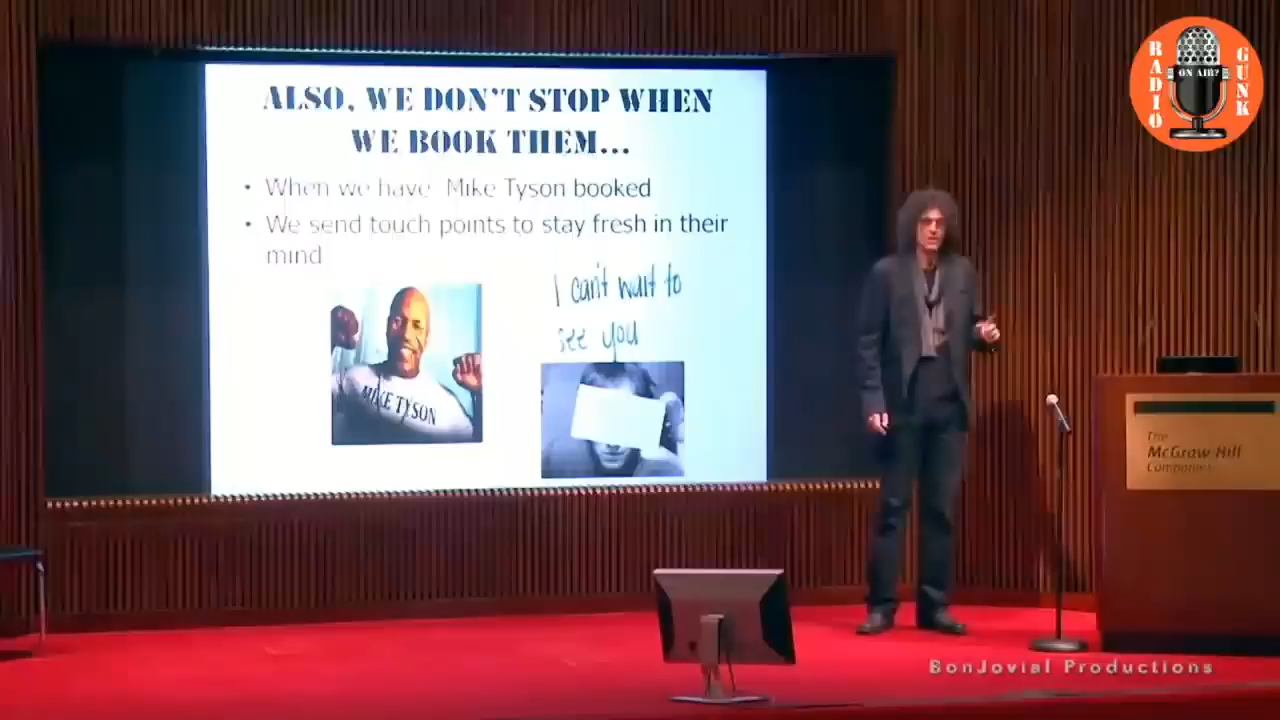 ALSO, WE DON'T STOP WHEN
WE BOOK THEM...
• When we have Mike Tyson booked
• We send touch points to stay fresh in their
mind
I can't wait to
see you
MIKE TYSON
RADIO
ON AIR?
GUNK
The
McGraw-Hill
Companies
BonJovial Productions